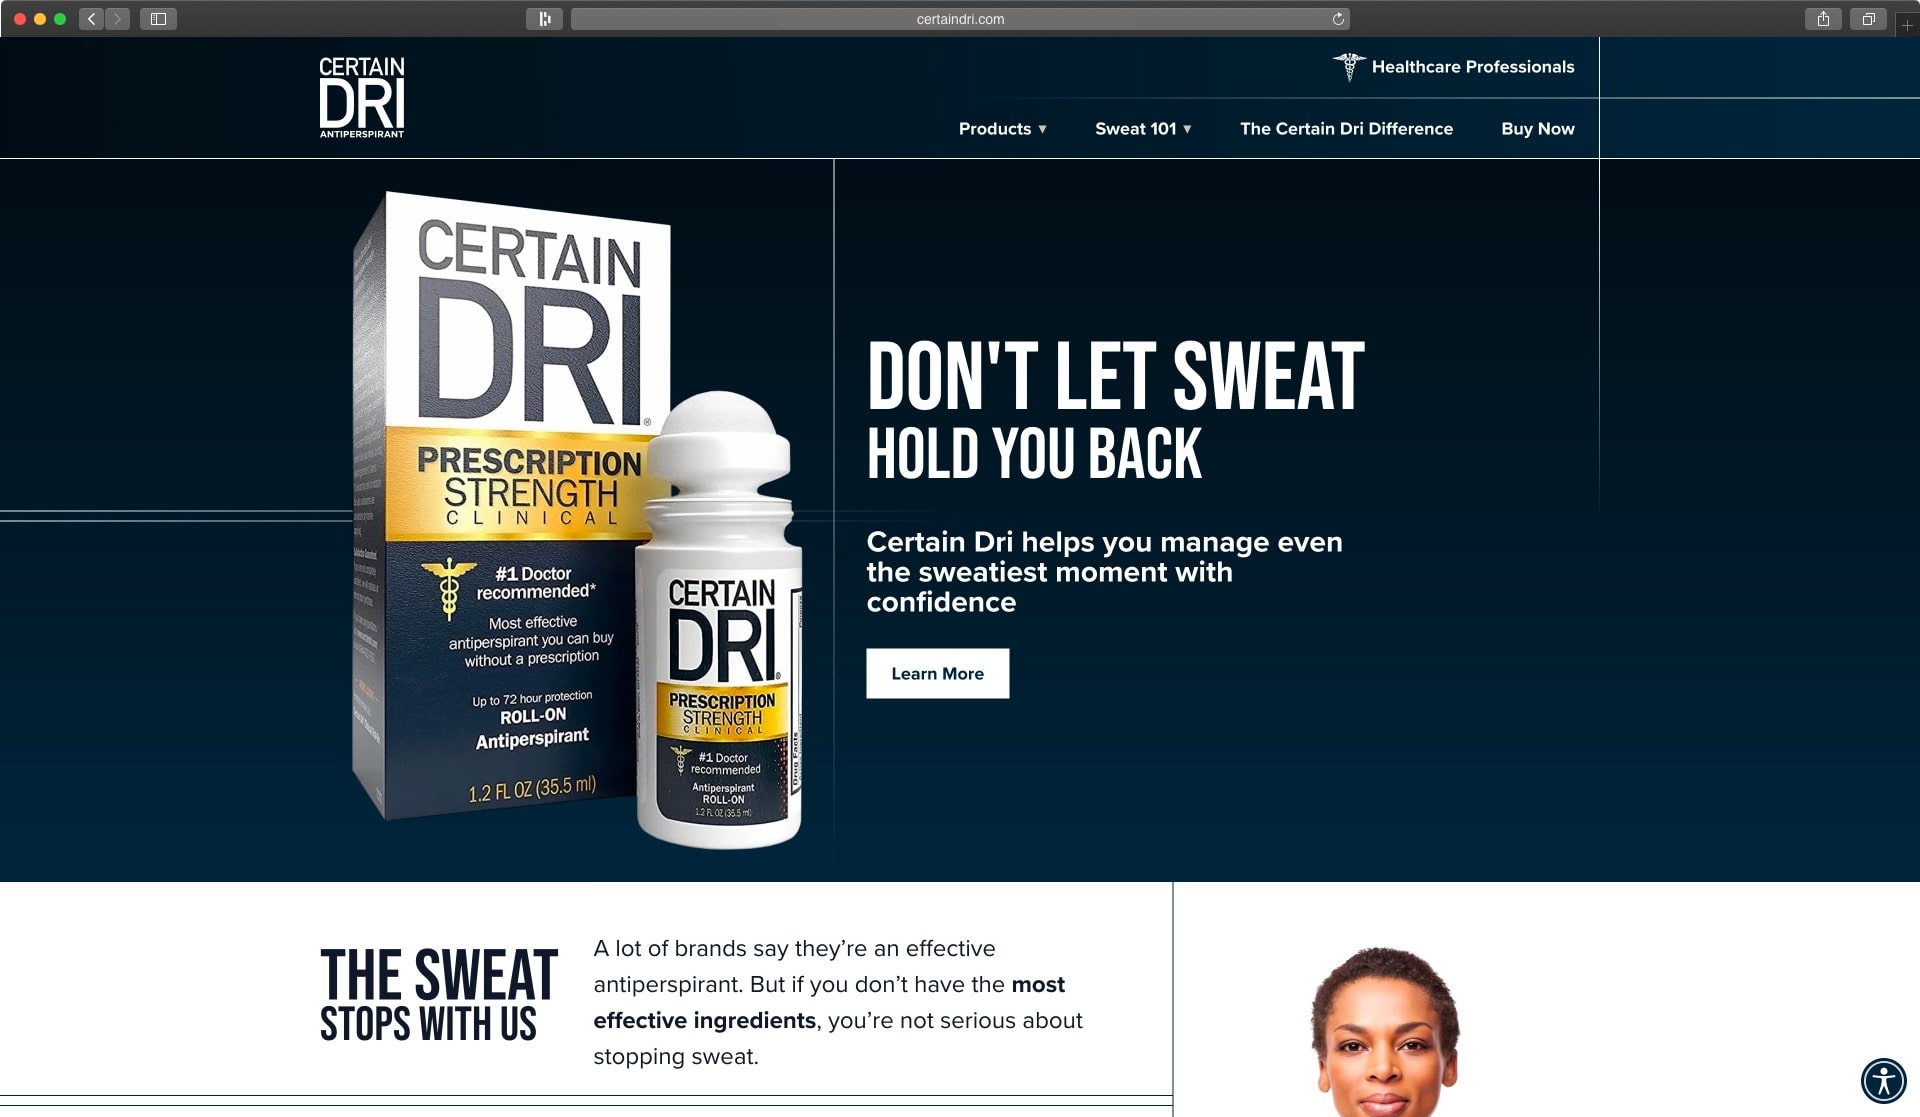 certaindri.com
CERTAIN
DRI
ANTIPERSPIRANT
Healthcare Professionals
Products ▼
Sweat 101 ▼
The Certain Dri Difference
Buy Now
CERTAIN
DRI®
PRESCRIPTION
STRENGTH
CLINICAL
#1 Doctor
recommended*
Most effective
antiperspirant you can buy
without a prescription
Up to 72 hour protection
ROLL-ON
Antiperspirant
1.2 FL OZ (35.5 ml)
CERTAIN
DRI®
PRESCRIPTION
STRENGTH
CLINICAL
#1 Doctor
recommended
Antiperspirant
ROLL-ON
1.2 FL OZ (35.5 ml)
Drug Facts
DON'T LET SWEAT
HOLD YOU BACK
Certain Dri helps you manage even
the sweatiest moment with
confidence
Learn More
THE SWEAT
STOPS WITH US
A lot of brands say they’re an effective
antiperspirant. But if you don’t have the most
effective ingredients, you’re not serious about
stopping sweat.